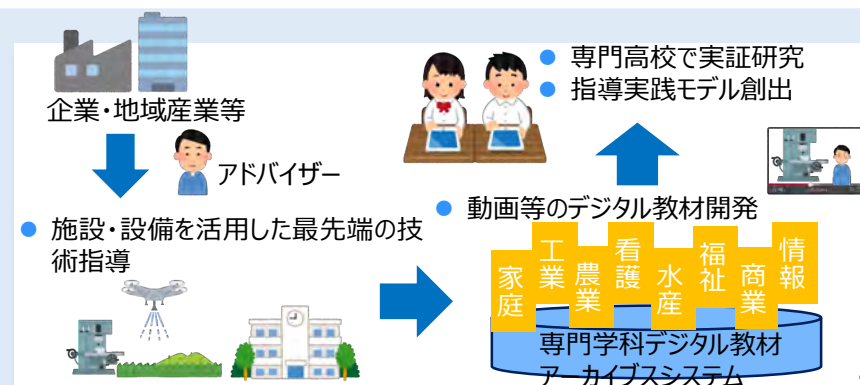 企業・地域産業等
アドバイザー
● 施設・設備を活用した最先端の技
術指導
● 専門高校で実証研究
● 指導実践モデル創出
● 動画等のデジタル教材開発
家庭
工業
農業
看護
水産
福祉
商業
情報
専門学科デジタル教材
アーカイブスシステム